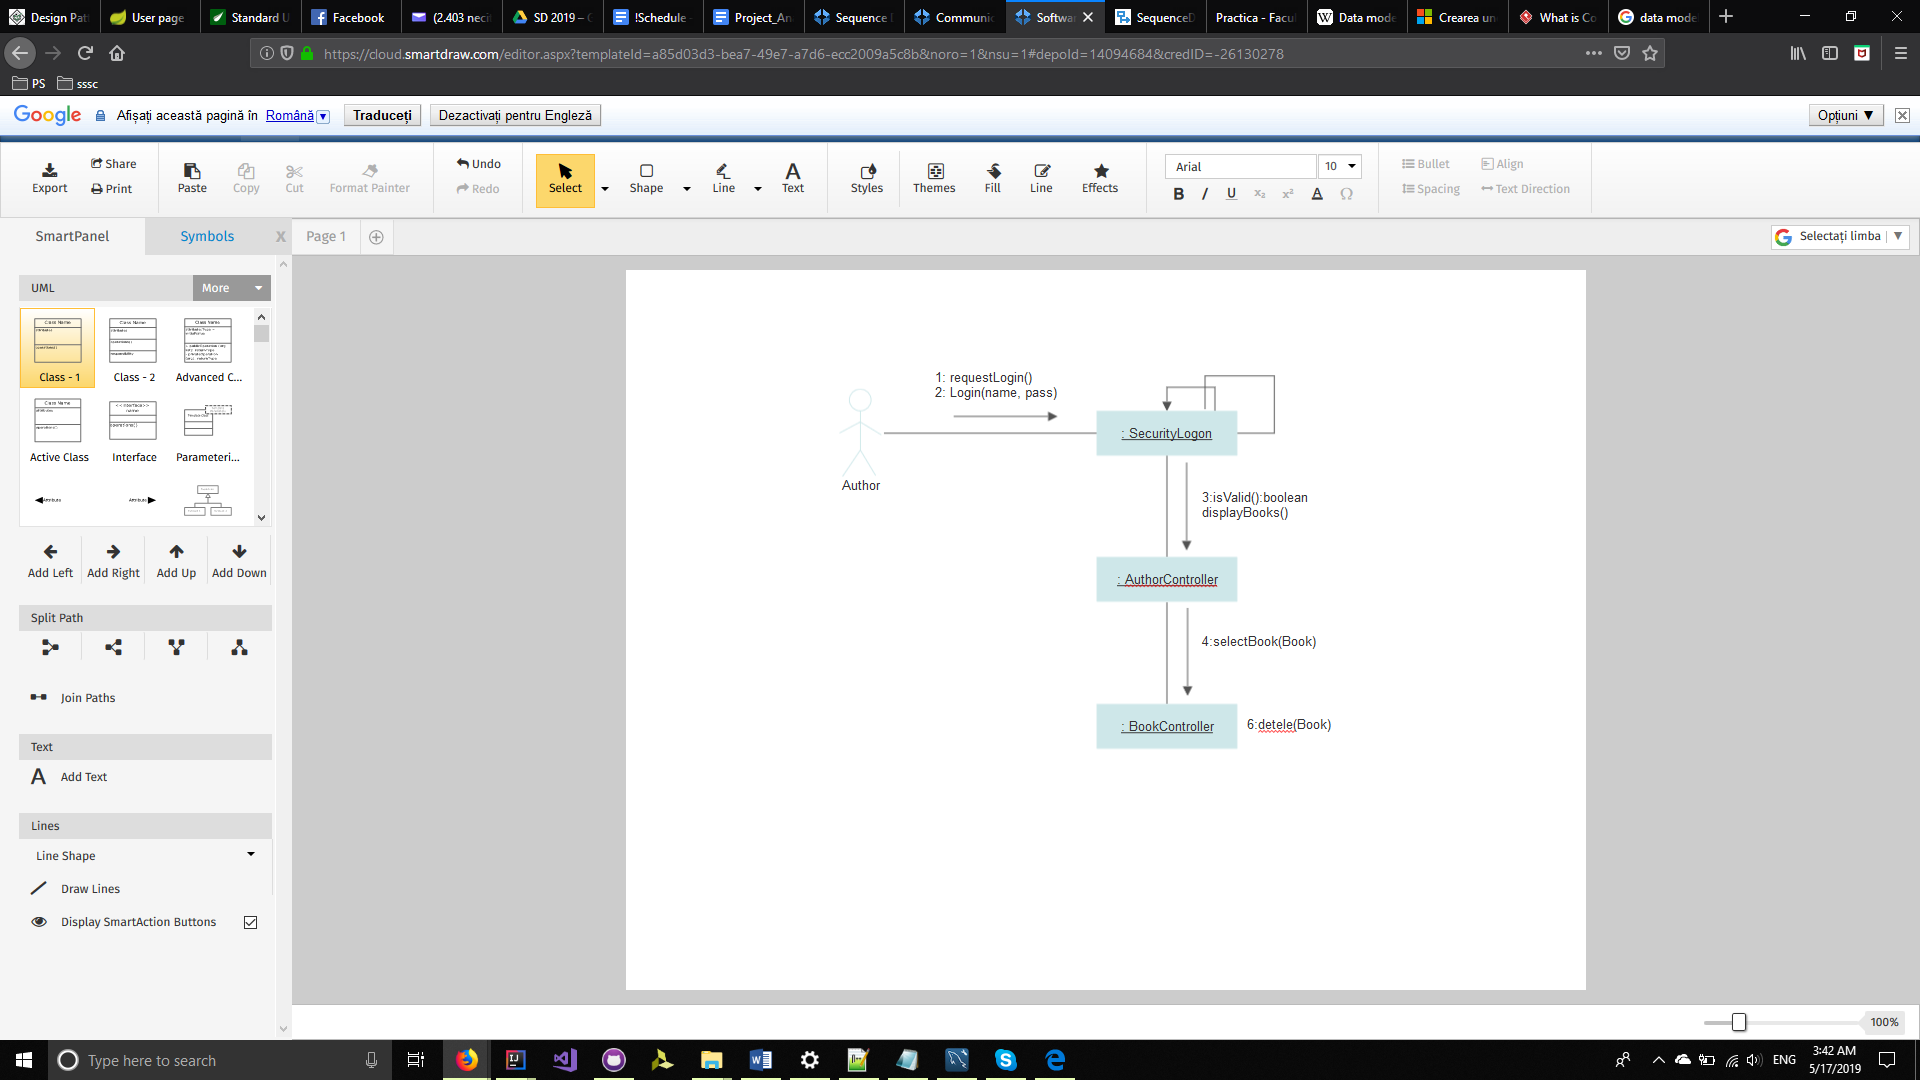 Design Pat
User page
Standard U
Facebook
(2.403 neci
SD 2019 –
!Schedule
Project_An
Sequence
Communic
Softwa
SequenceD
Practica - Facu
Data mode
Crearea un
What is Co
data mode
https://cloud.smartdraw.com/editor.aspx?templateId=a85d03d3-bea7-49e7-a7d6-ecc2009a5c8b&noro=1&nsu=1#depoId=14094684&credID=-26130278
PS
sssc
Google Afișați această pagina în Română Traduceți Dezactivați pentru Engleză Opțiuni ▼
Export
Share
Print
Paste
Copy
Cut
Format Painter
Undo
Redo
Select
Shape
Line
Text
Styles
Themes
Fill
Line
Effects
Arial 10
B I U x₂ x² A Ω
Bullet
Align
Spacing
Text Direction
SmartPanel
Symbols X
Page 1
Selectați limba ▼
UML More
Class - 1
Class - 2
Advanced C...
Active Class
Interface
Parameteri...
Add Left
Add Right
Add Up
Add Down
Split Path
Join Paths
Text
A Add Text
Lines
Line Shape
Draw Lines
Display SmartAction Buttons
1: requestLogin()
2: Login(name, pass)
: SecurityLogon
Author
3:isValid():boolean
displayBooks()
: AuthorController
4:selectBook(Book)
: BookController
6:detele(Book)
100%
Type here to search
ENG
3:42 AM
5/17/2019